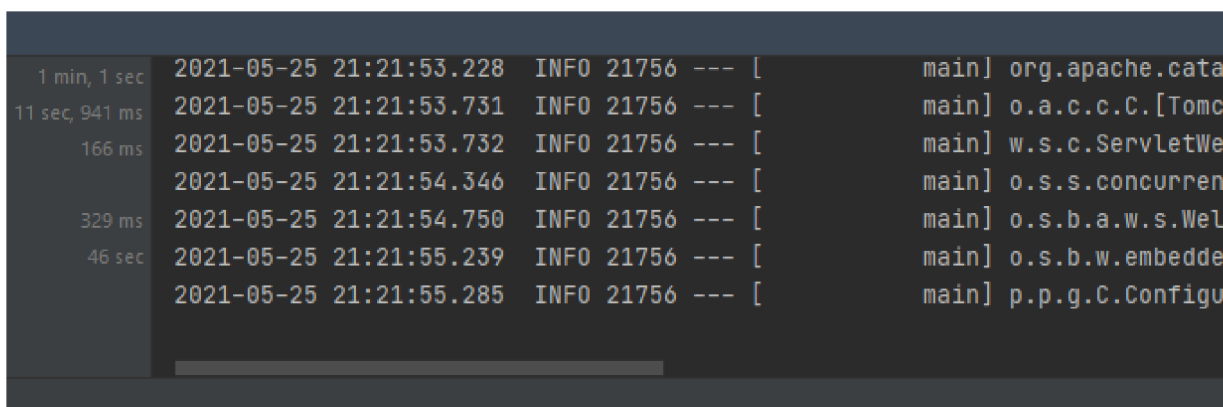 1 min, 1 sec 2021-05-25 21:21:53.228 INFO 21756 --- [ main] org.apache.cata
11 sec, 941 ms 2021-05-25 21:21:53.731 INFO 21756 --- [ main] o.a.c.c.C.[Tomc
166 ms 2021-05-25 21:21:53.732 INFO 21756 --- [ main] w.s.c.ServletWe
2021-05-25 21:21:54.346 INFO 21756 --- [ main] o.s.s.concurren
329 ms 2021-05-25 21:21:54.750 INFO 21756 --- [ main] o.s.b.a.w.s.Wel
46 sec 2021-05-25 21:21:55.239 INFO 21756 --- [ main] o.s.b.w.embedde
2021-05-25 21:21:55.285 INFO 21756 --- [ main] p.p.g.C.Configu